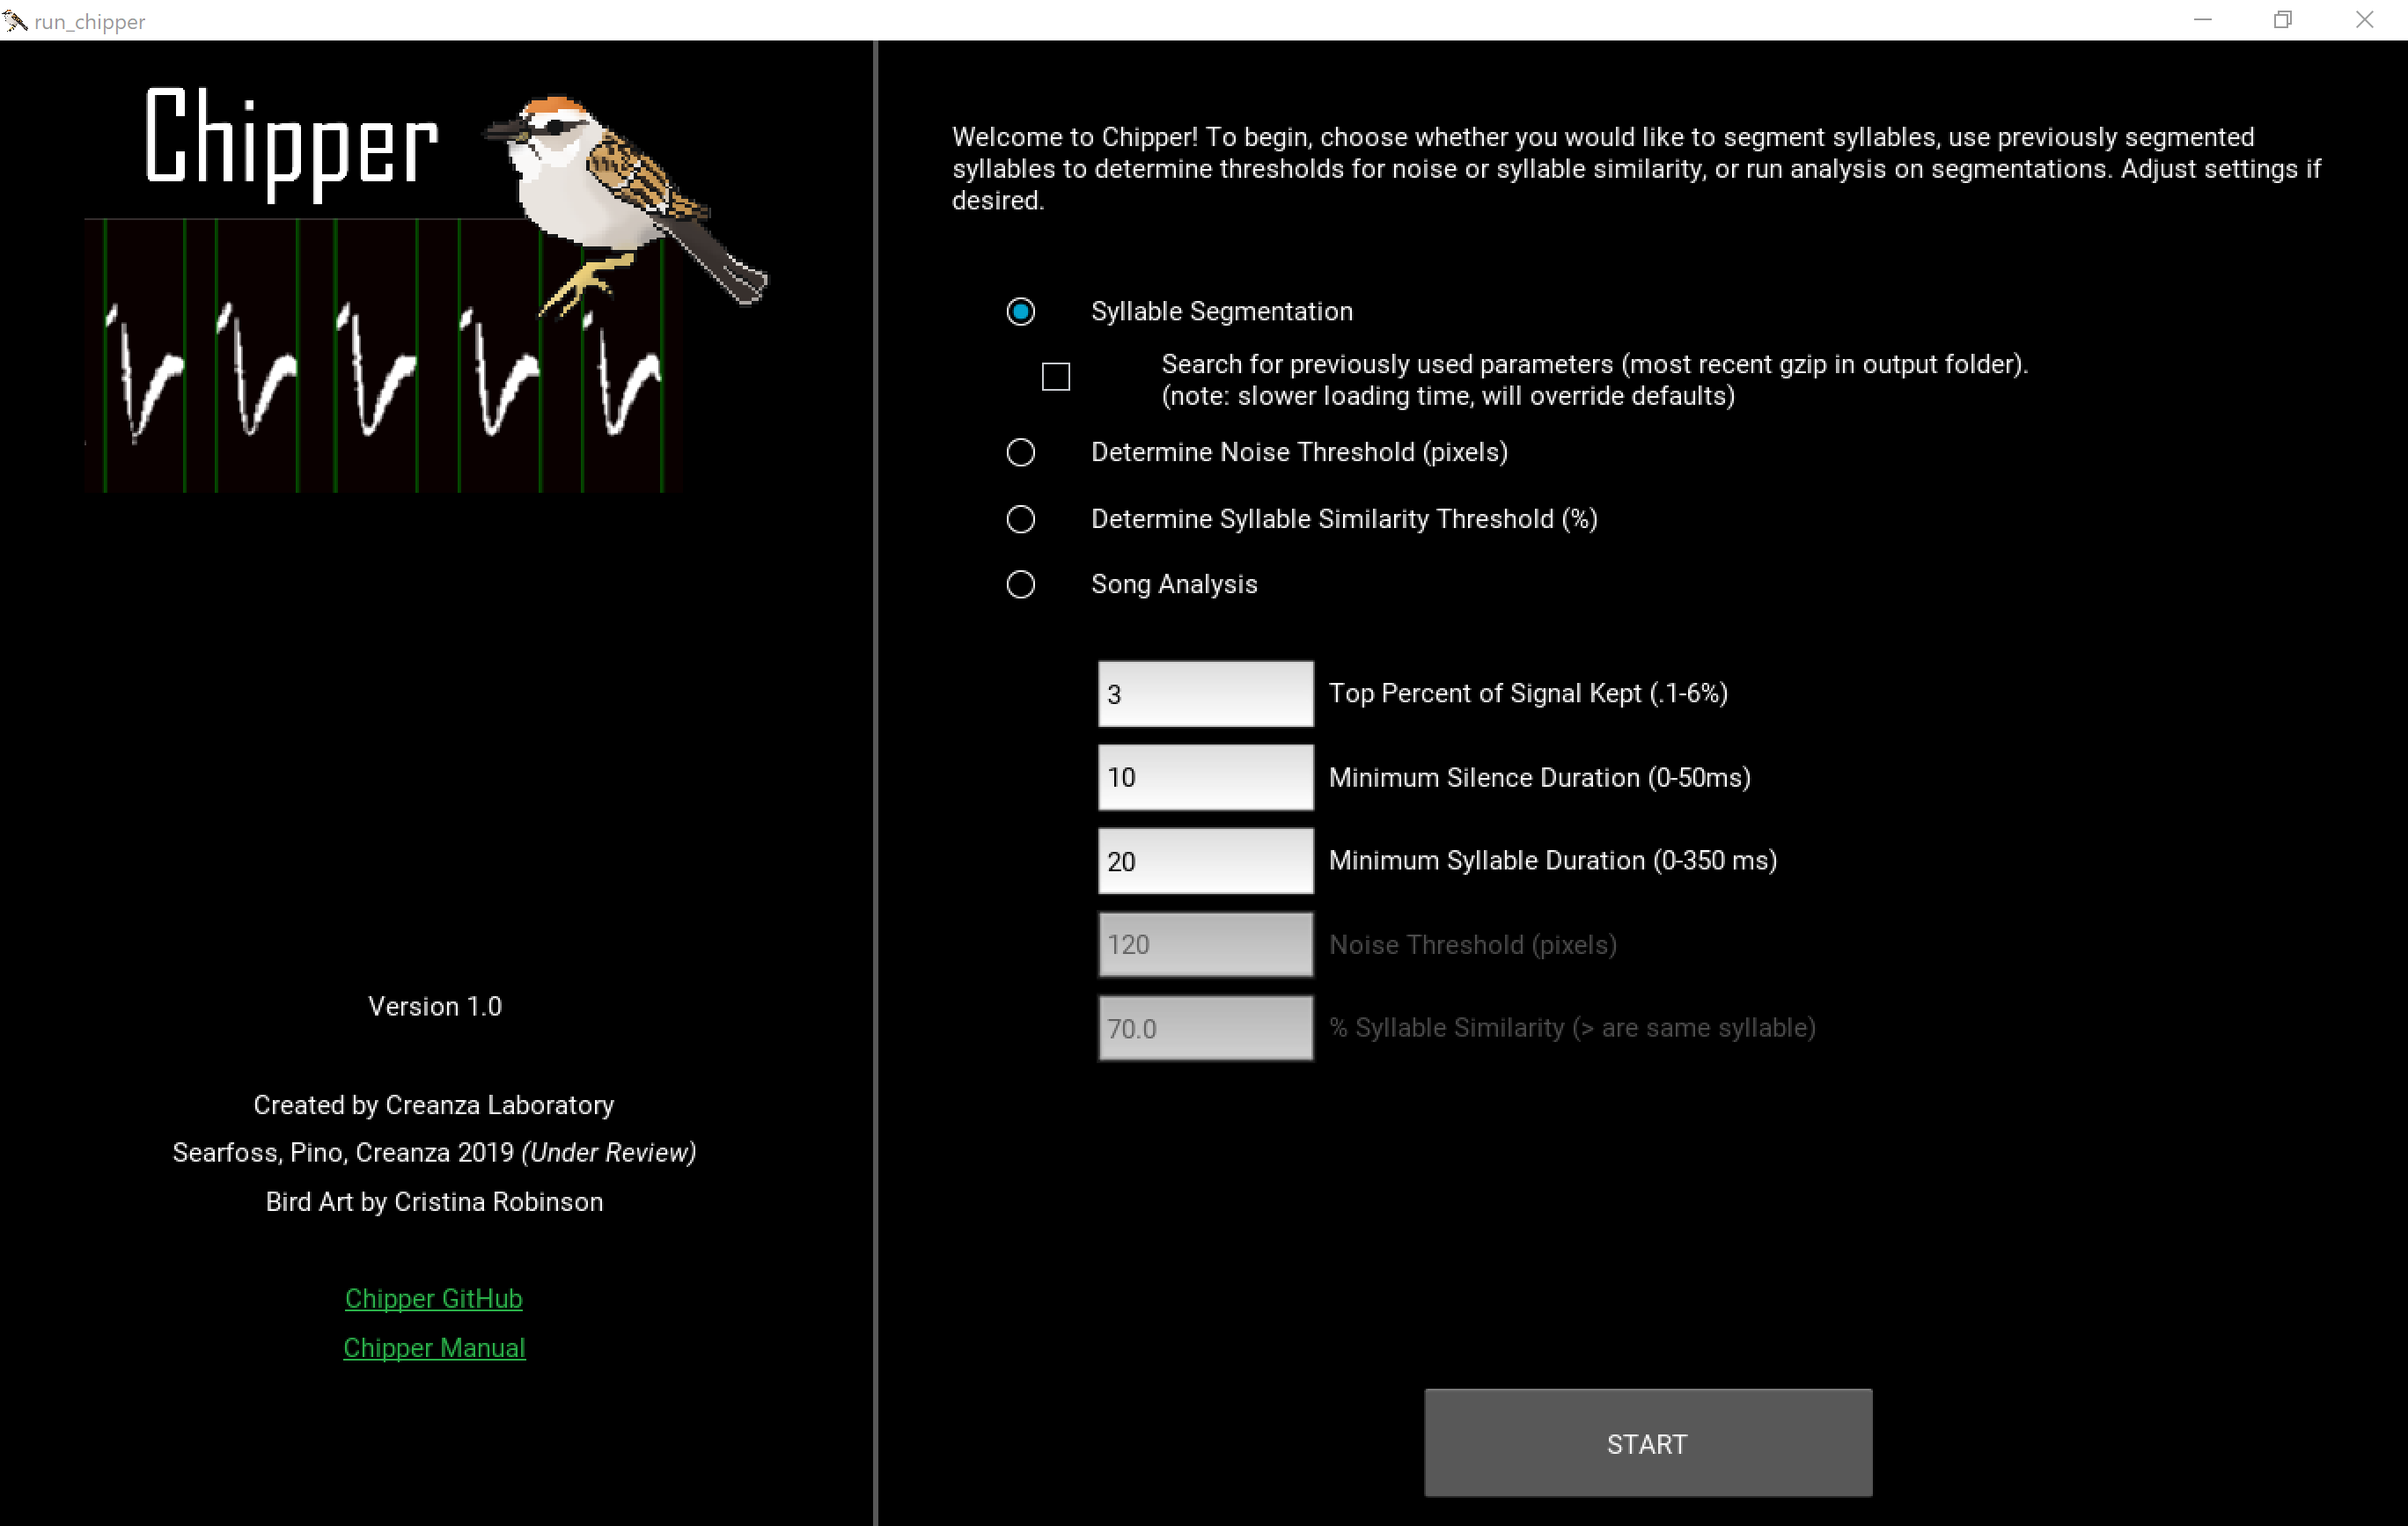 run_chipper
Chipper
Version 1.0
Created by Creanza Laboratory
Searfoss, Pino, Creanza 2019 (Under Review)
Bird Art by Cristina Robinson
Chipper GitHub
Chipper Manual
Welcome to Chipper! To begin, choose whether you would like to segment syllables, use previously segmented
syllables to determine thresholds for noise or syllable similarity, or run analysis on segmentations. Adjust settings if
desired.
Syllable Segmentation
Search for previously used parameters (most recent gzip in output folder).
(note: slower loading time, will override defaults)
Determine Noise Threshold (pixels)
Determine Syllable Similarity Threshold (%)
Song Analysis
3 Top Percent of Signal Kept (.1-6%)
10 Minimum Silence Duration (0-50ms)
20 Minimum Syllable Duration (0-350 ms)
120 Noise Threshold (pixels)
70.0 % Syllable Similarity (> are same syllable)
START